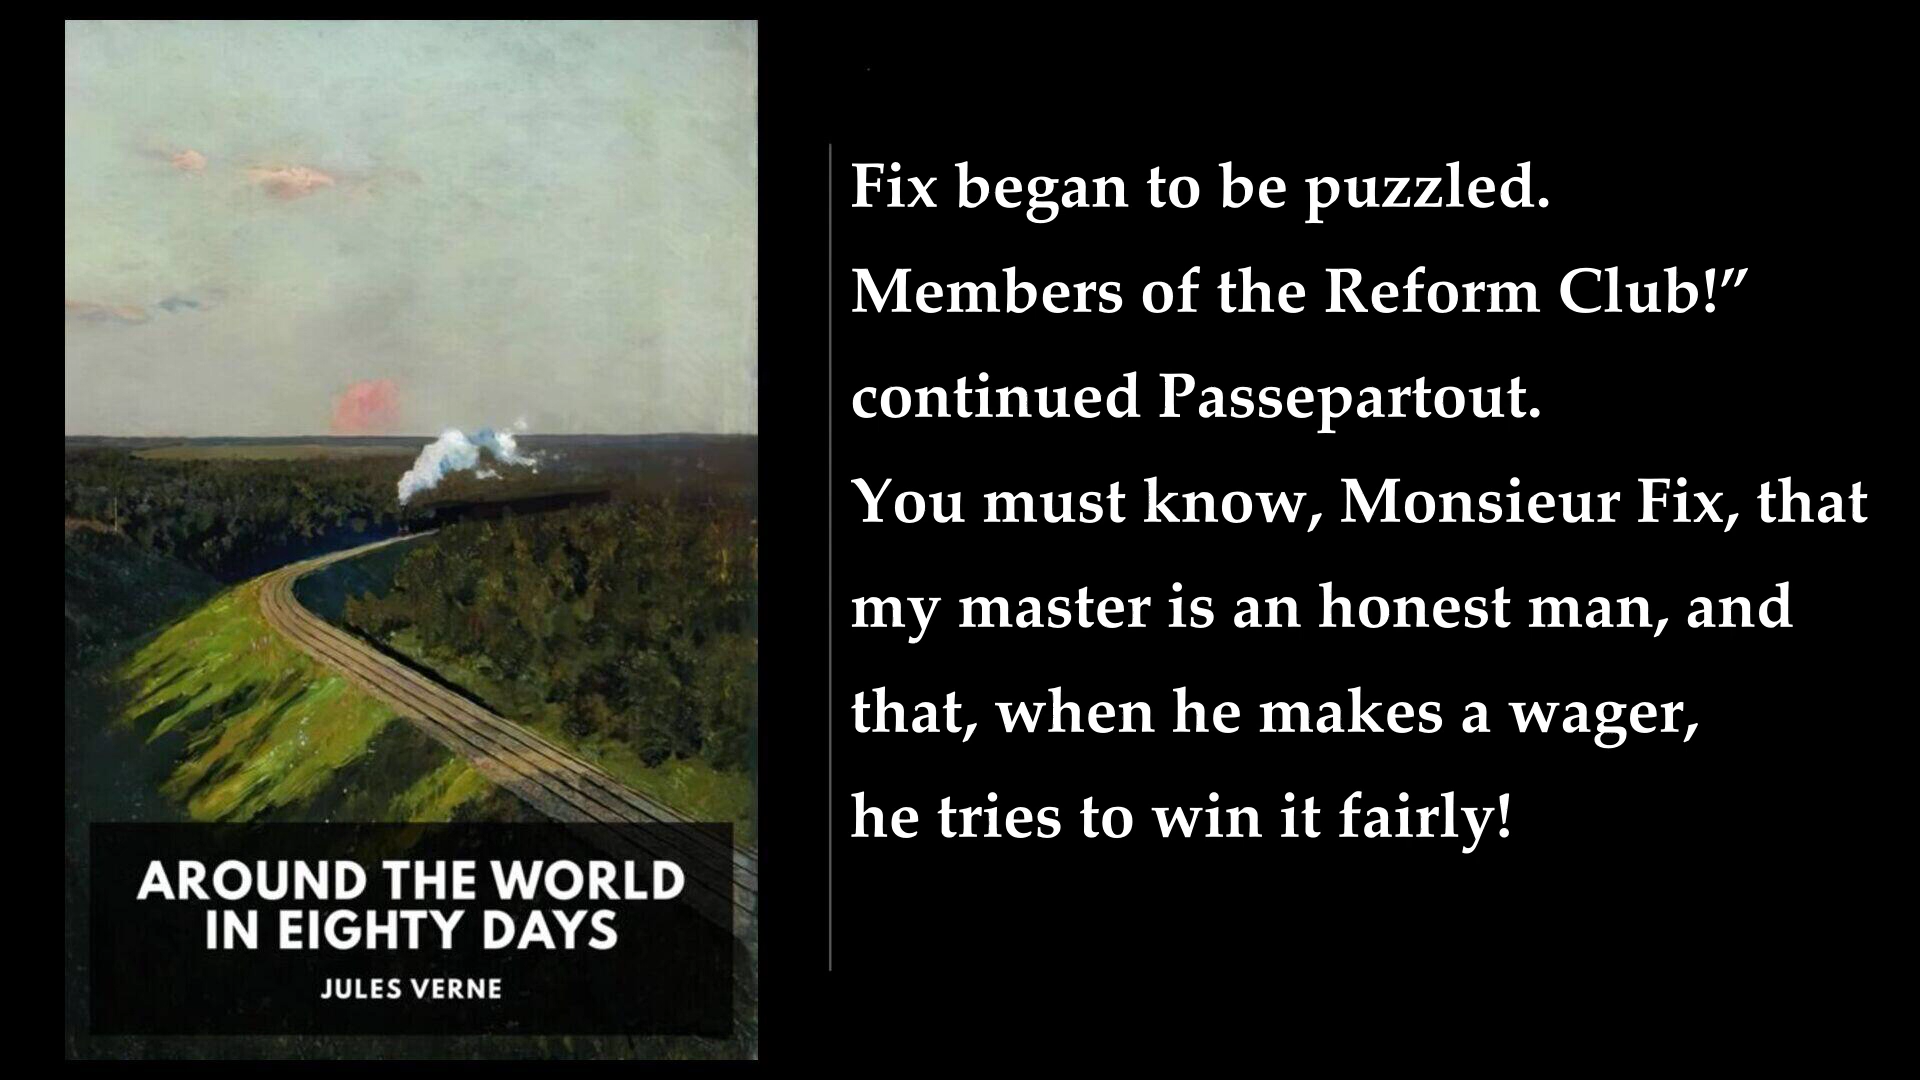 AROUND THE WORLD
IN EIGHTY DAYS
JULES VERNE
Fix began to be puzzled.
Members of the Reform Club!”
continued Passepartout.
You must know, Monsieur Fix, that
my master is an honest man, and
that, when he makes a wager,
he tries to win it fairly!